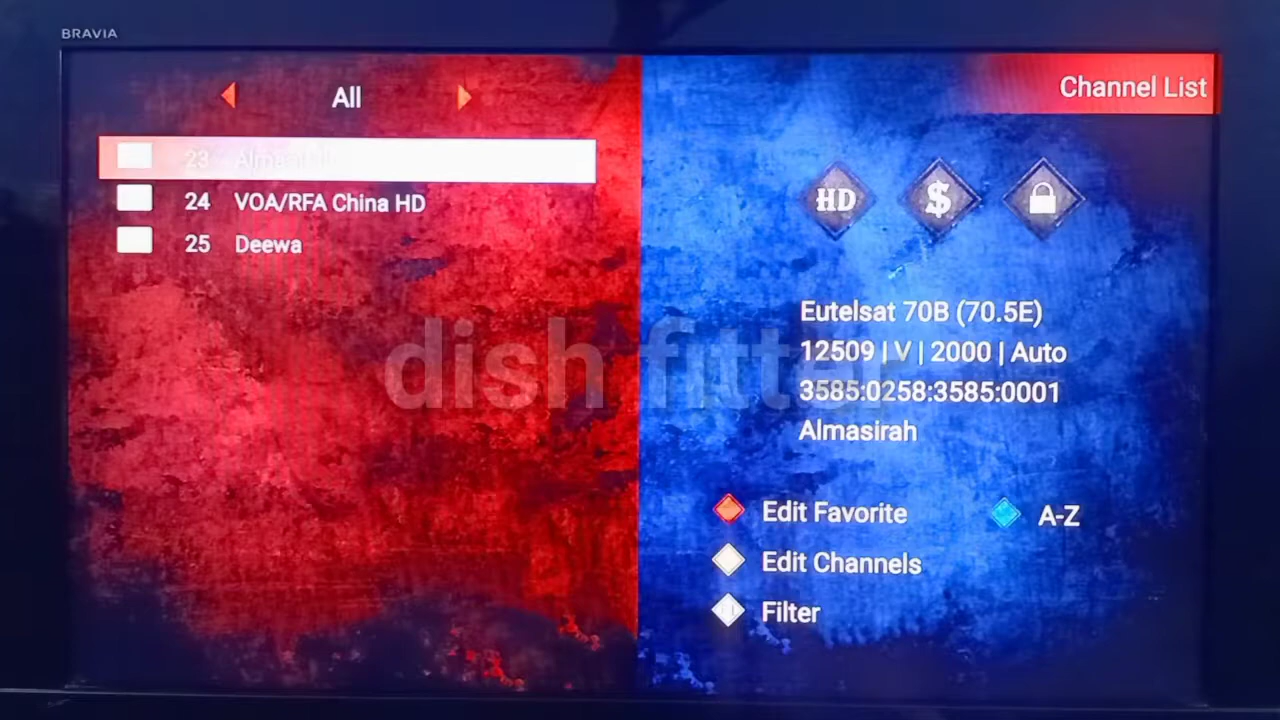 BRAVIA
All
Channel List
23 Almasirah
24 VOA/RFA China HD
25 Deewa
HD
$
Eutelsat 70B (70.5E)
12509 | V | 2000 | Auto
3585:0258:3585:0001
Almasirah
dish fitter
Edit Favorite
A-Z
Edit Channels
Filter